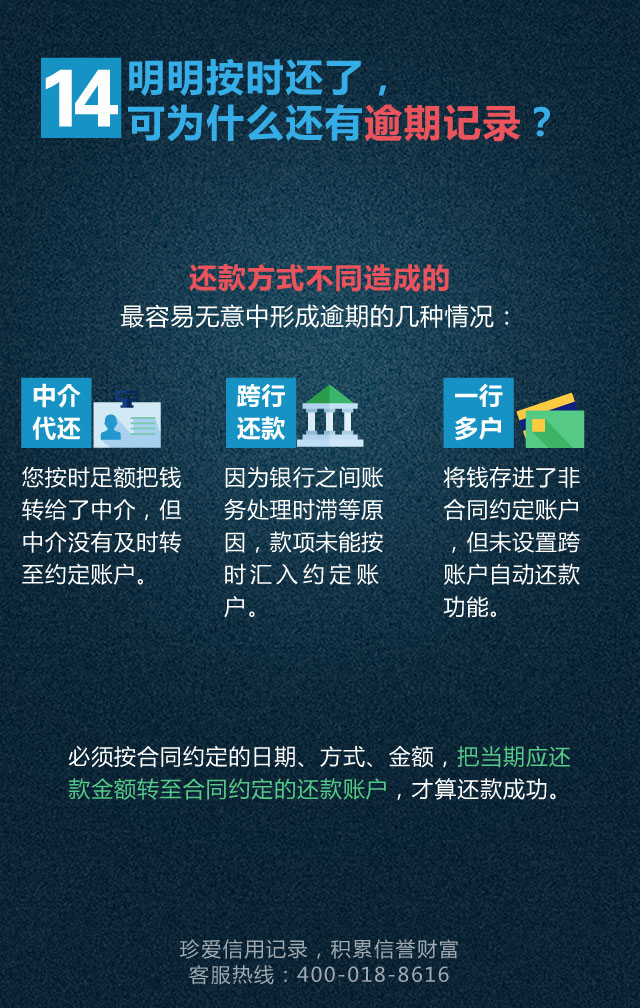 14
明明按时还了，
可为什么还有逾期记录？
还款方式不同造成的
最容易无意中形成逾期的几种情况：
中介
代还
您按时足额把钱
转给了中介，但
中介没有及时转
至约定账户。
跨行
还款
因为银行之间账
务处理时滞等原
因，款项未能按
时汇入约定账
户。
一行
多户
将钱存进了非
合同约定账户
，但未设置跨
账户自动还款
功能。
必须按合同约定的日期、方式、金额，把当期应还
款金额转至合同约定的还款账户，才算还款成功。
珍爱信用记录，积累信誉财富
客服热线：400-018-8616